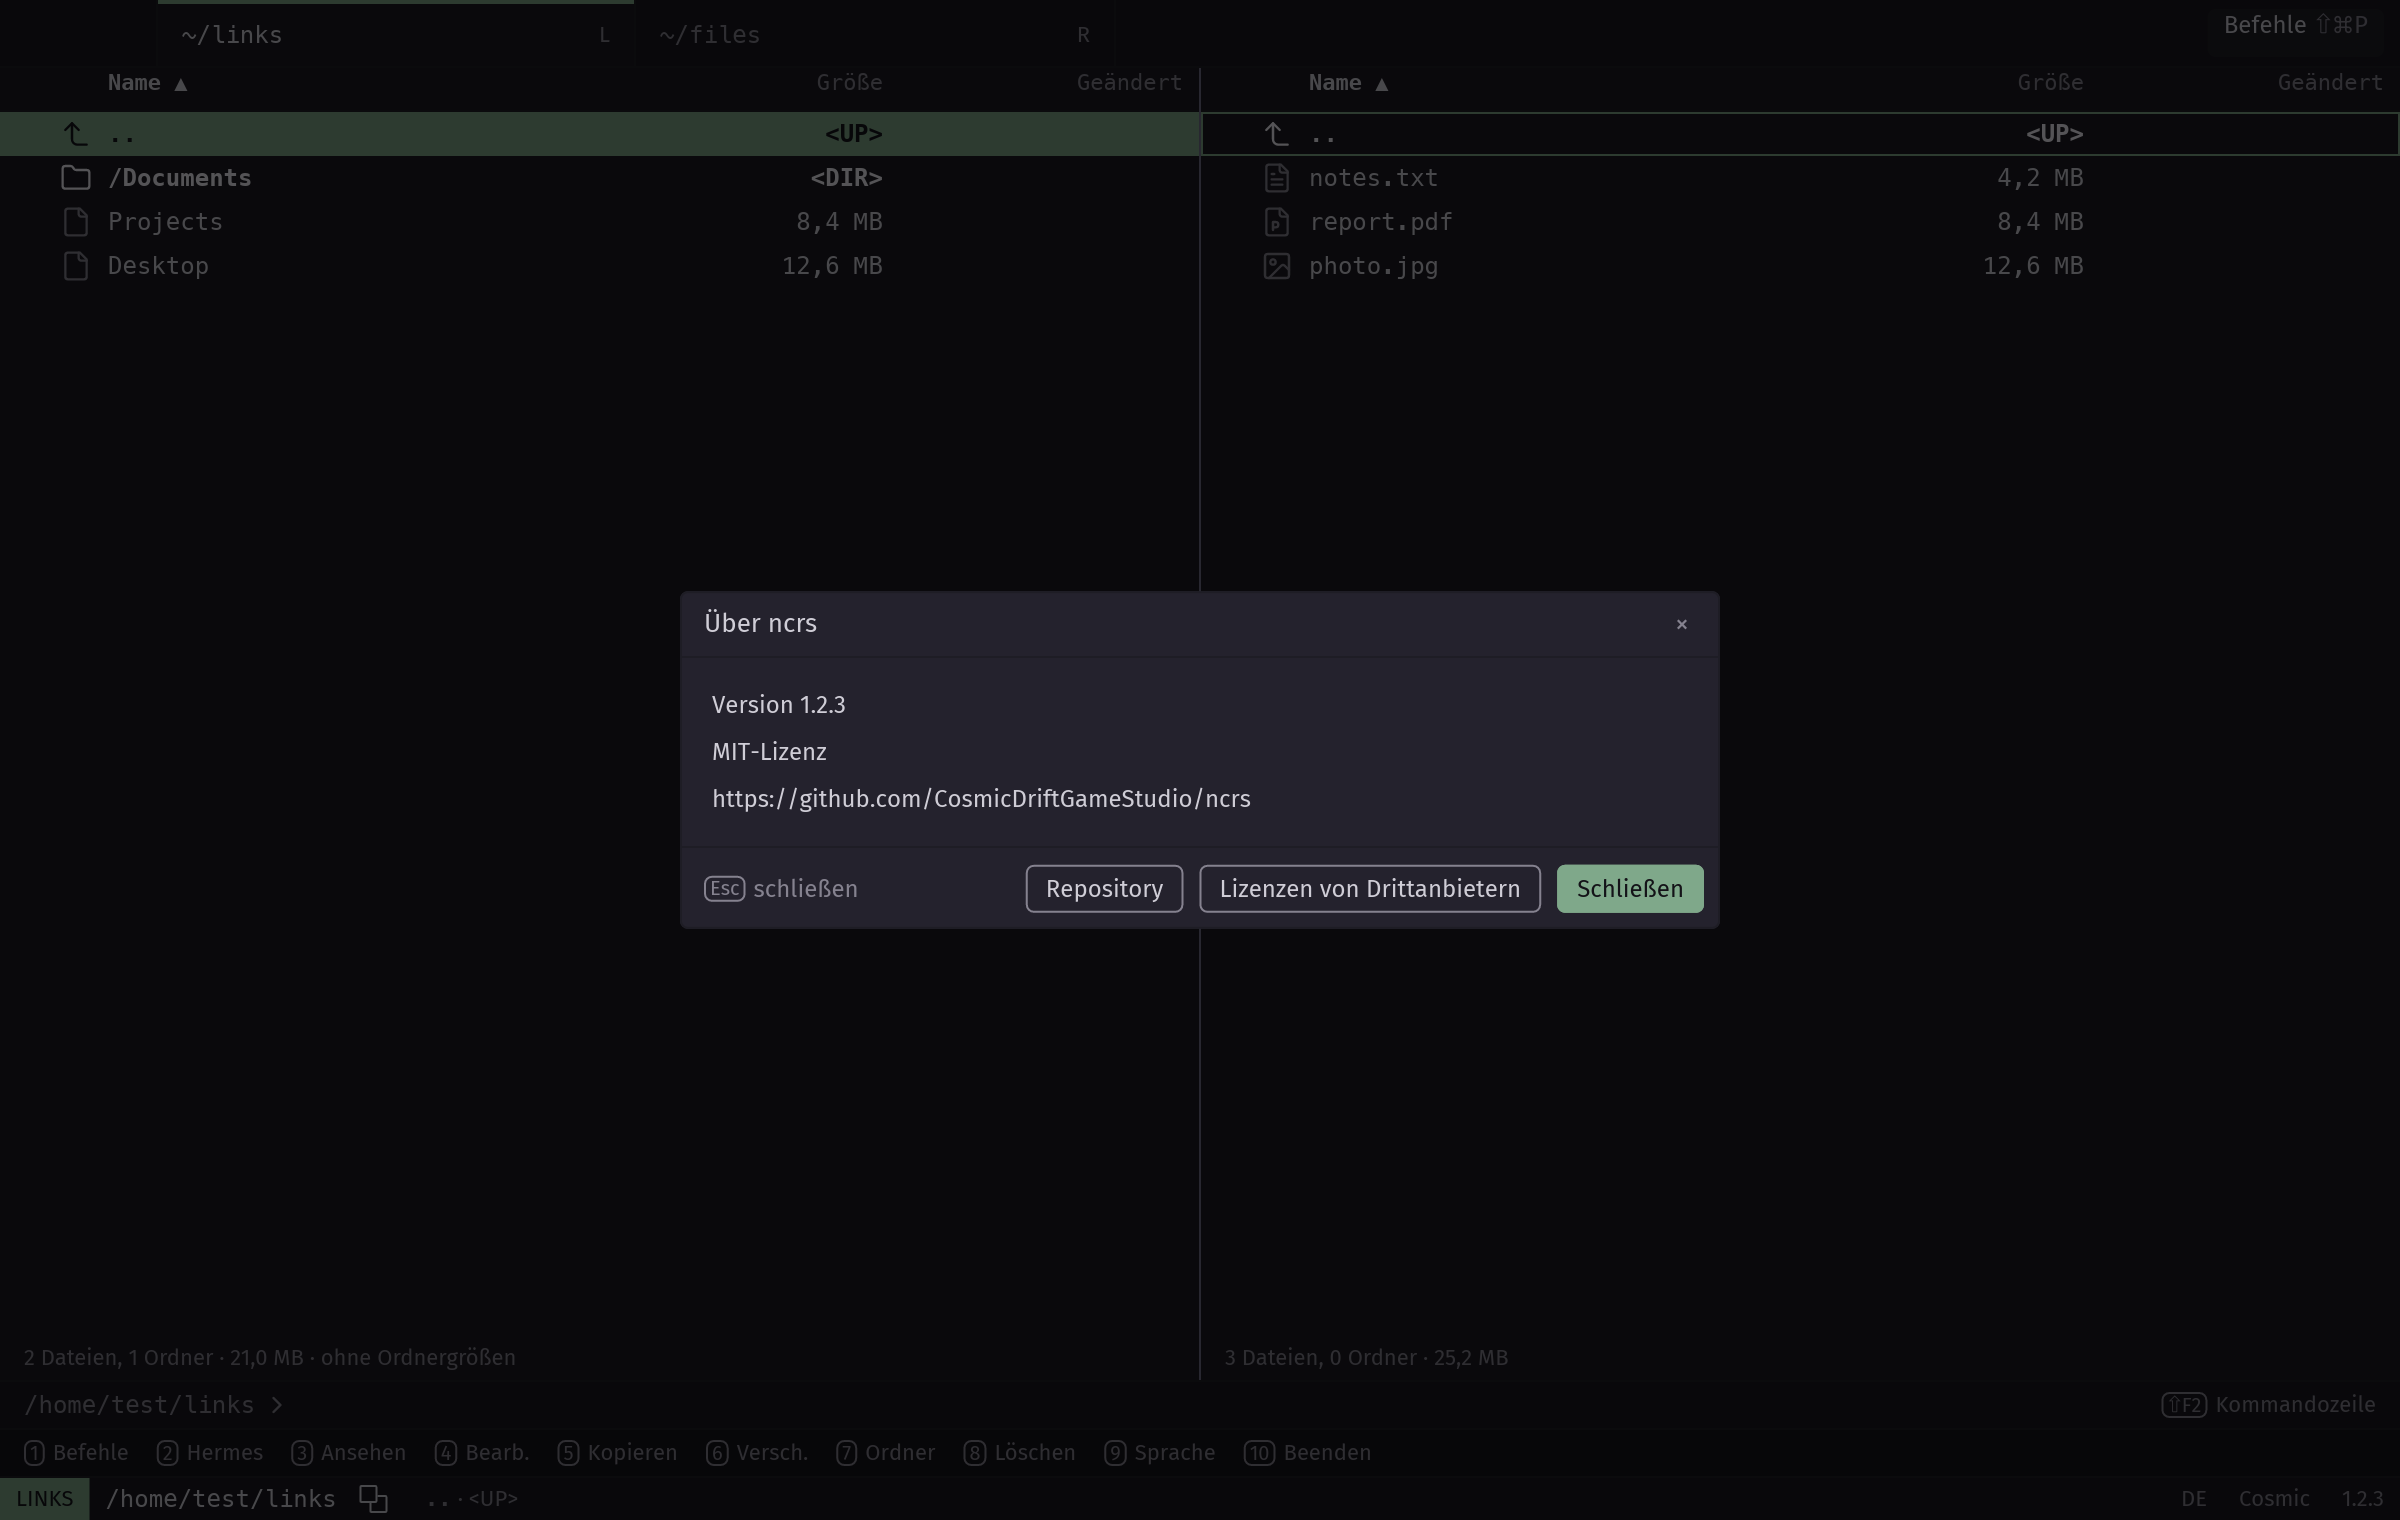 ~/links L ~/files R Befehle ⇧⌘P
Name ▲ Größe Geändert Name ▲ Größe Geändert
.. <UP> .. <UP>
/Documents <DIR> notes.txt 4,2 MB
Projects 8,4 MB report.pdf 8,4 MB
Desktop 12,6 MB photo.jpg 12,6 MB
Über ncrs ×
Version 1.2.3
MIT-Lizenz
https://github.com/CosmicDriftGameStudio/ncrs
Esc schließen Repository Lizenzen von Drittanbietern Schließen
2 Dateien, 1 Ordner · 21,0 MB · ohne Ordnergrößen 3 Dateien, 0 Ordner · 25,2 MB
/home/test/links > ⇧F2 Kommandozeile
1 Befehle 2 Hermes 3 Ansehen 4 Bearb. 5 Kopieren 6 Versch. 7 Ordner 8 Löschen 9 Sprache 10 Beenden
LINKS /home/test/links .. · <UP> DE Cosmic 1.2.3